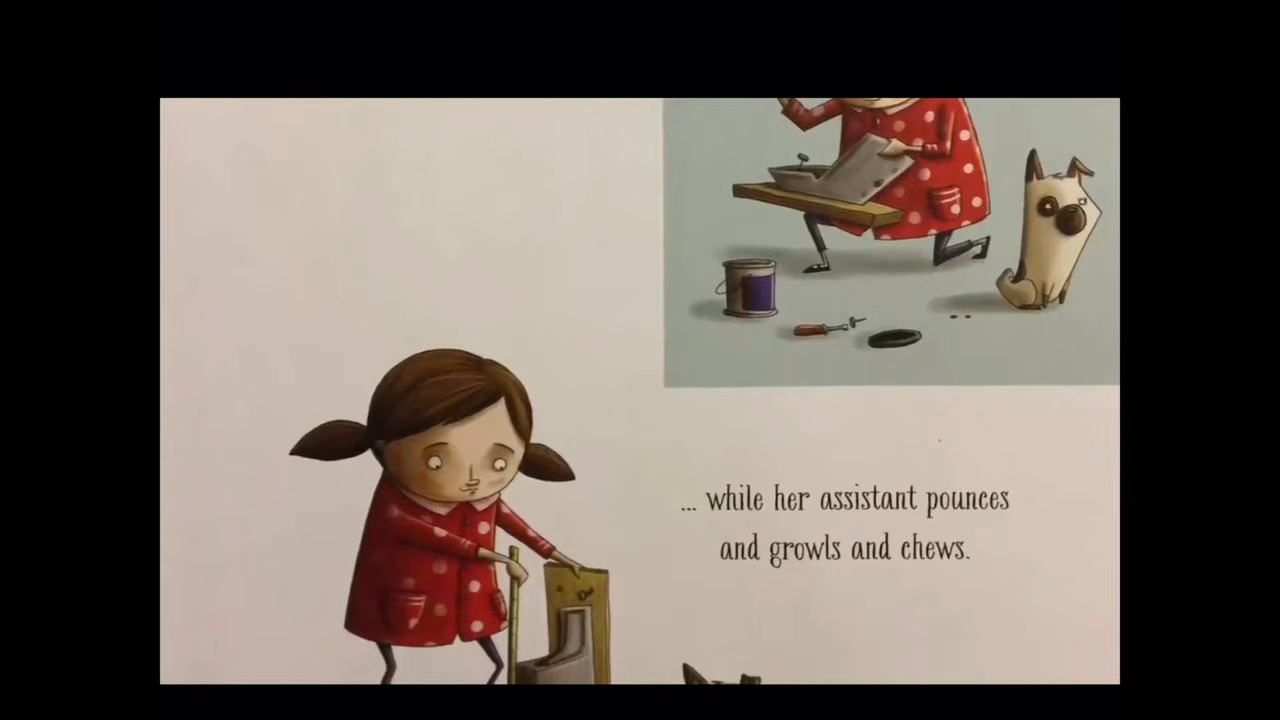 ... while her assistant pounces
and growls and chews.